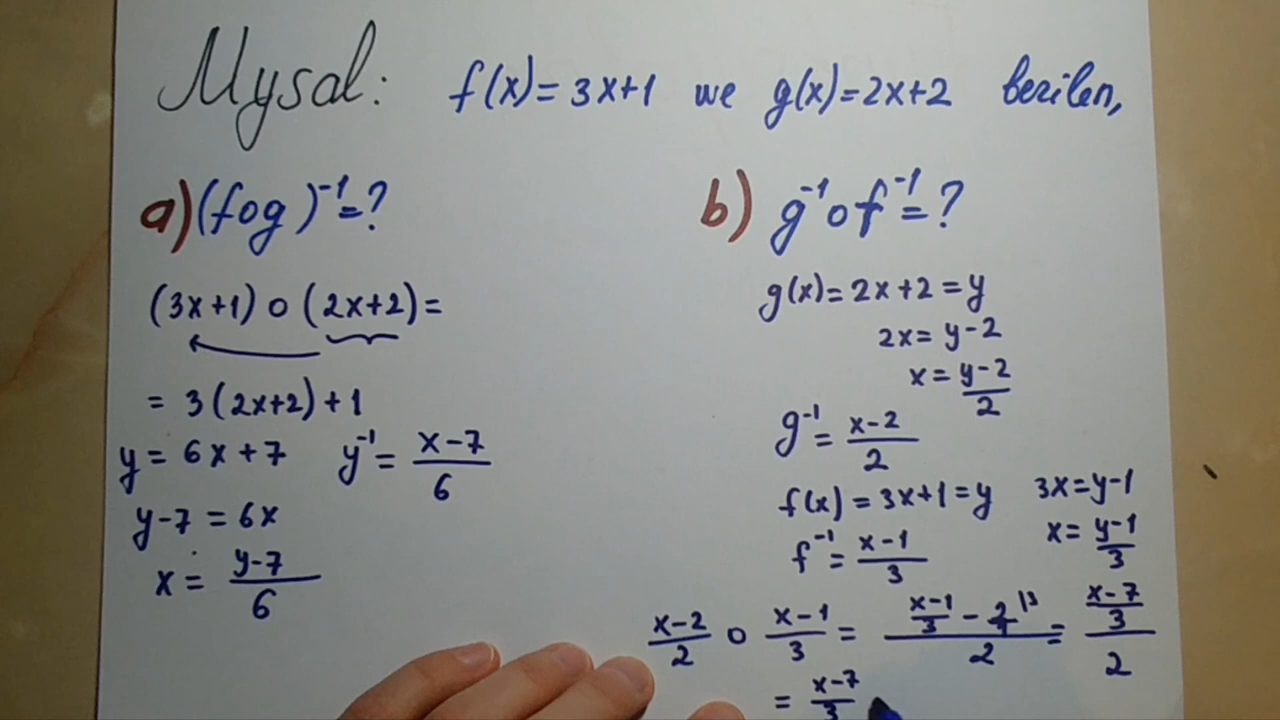 Mysal: f(x)=3x+1 we g(x)=2x+2 berilen,
a) (fog)⁻¹=?
(3x+1) o (2x+2)=
= 3(2x+2)+1
y= 6x+7 y⁻¹= (x-7)/6
y-7=6x
x= (y-7)/6
b) g⁻¹of⁻¹=?
g(x)=2x+2=y
2x= y-2
x= (y-2)/2
g⁻¹= (x-2)/2
f(x)=3x+1=y 3x=y-1
f⁻¹= (x-1)/3 x= (y-1)/3
(x-2)/2 o (x-1)/3 = ((x-1)/3 - 2/1 |3)/2 = ((x-7)/3)/2
= (x-7)/3